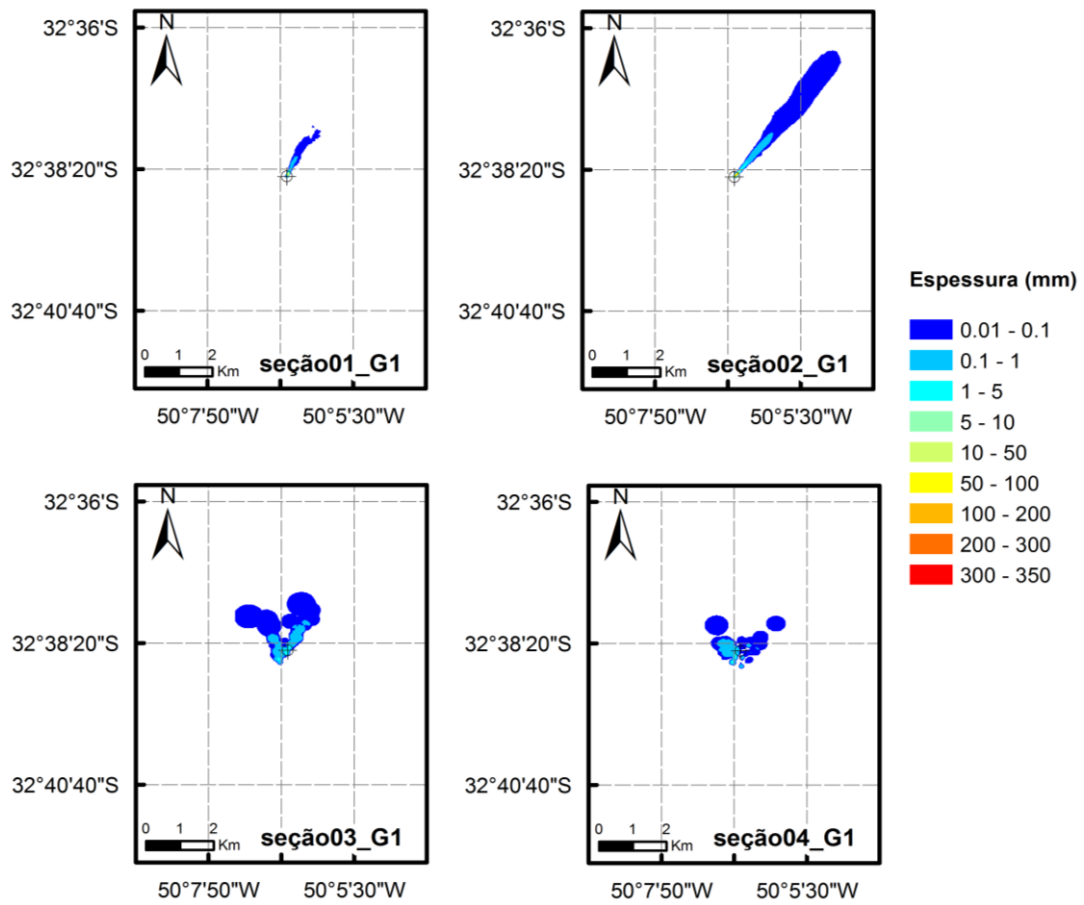 N
32°36'S
32°38'20"S
32°40'40"S
0 1 2
Km
seção01_G1
50°7'50"W 50°5'30"W
N
32°36'S
32°38'20"S
32°40'40"S
0 1 2
Km
seção02_G1
50°7'50"W 50°5'30"W
N
32°36'S
32°38'20"S
32°40'40"S
0 1 2
Km
seção03_G1
50°7'50"W 50°5'30"W
N
32°36'S
32°38'20"S
32°40'40"S
0 1 2
Km
seção04_G1
50°7'50"W 50°5'30"W
Espessura (mm)
0.01 - 0.1
0.1 - 1
1 - 5
5 - 10
10 - 50
50 - 100
100 - 200
200 - 300
300 - 350